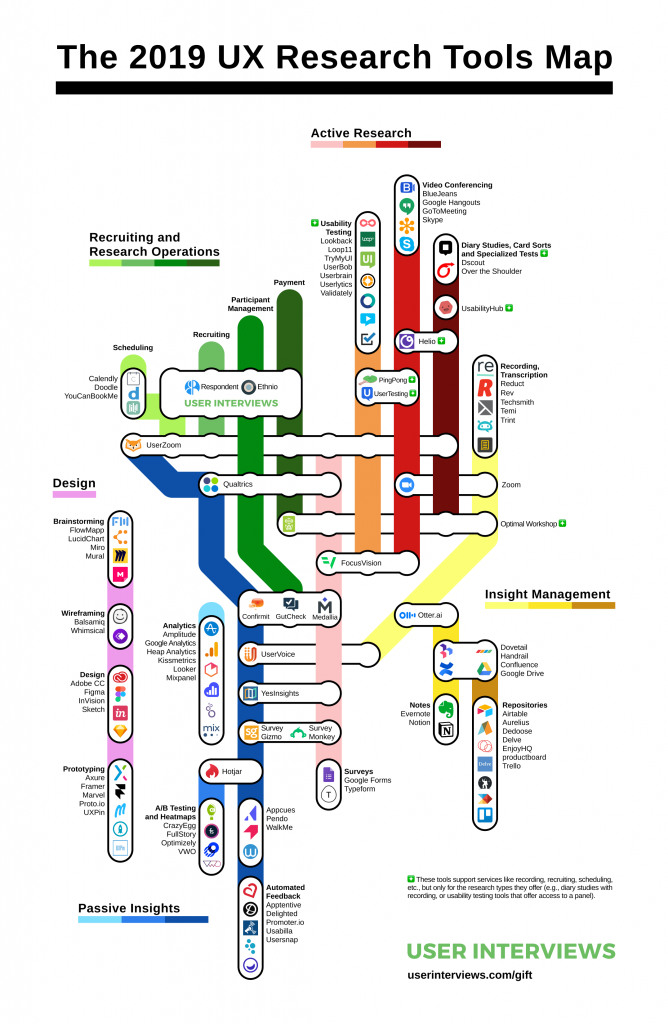 The 2019 UX Research Tools Map
Active Research
Video Conferencing
BlueJeans
Google Hangouts
GoToMeeting
Skype
Usability
Testing
Lookback
Loop11
TryMyUI
UserBob
Userbrain
Userlytics
Validately
Diary Studies, Card Sorts
and Specialized Tests
Dscout
Over the Shoulder
UsabilityHub
Helio
Recruiting and
Research Operations
Payment
Participant
Management
Recruiting
Scheduling
Calendly
Doodle
YouCanBookMe
Respondent
Ethnio
USER INTERVIEWS
PingPong
UserTesting
Recording,
Transcription
Reduct
Rev
Techsmith
Temi
Trint
UserZoom
Qualtrics
Zoom
Optimal Workshop
FocusVision
Design
Brainstorming
FlowMapp
LucidChart
Miro
Mural
Wireframing
Balsamiq
Whimsical
Design
Adobe CC
Figma
InVision
Sketch
Prototyping
Axure
Framer
Marvel
Proto.io
UXPin
Confirmit
GutCheck
Medallia
Insight Management
Otter.ai
Analytics
Amplitude
Google Analytics
Heap Analytics
Kissmetrics
Looker
Mixpanel
UserVoice
YesInsights
Survey
Gizmo
Survey
Monkey
Dovetail
Handrail
Confluence
Google Drive
Notes
Evernote
Notion
Repositories
Airtable
Aurelius
Dedoose
Delve
EnjoyHQ
productboard
Trello
Hotjar
Surveys
Google Forms
Typeform
A/B Testing
and Heatmaps
CrazyEgg
FullStory
Optimizely
VWO
Appcues
Pendo
WalkMe
Automated
Feedback
Apptentive
Delighted
Promoter.io
Usabilla
Usersnap
Passive Insights
These tools support services like recording, recruiting, scheduling,
etc., but only for the research types they offer (e.g., diary studies with
recording, or usability testing tools that offer access to a panel).
USER INTERVIEWS
userinterviews.com/gift